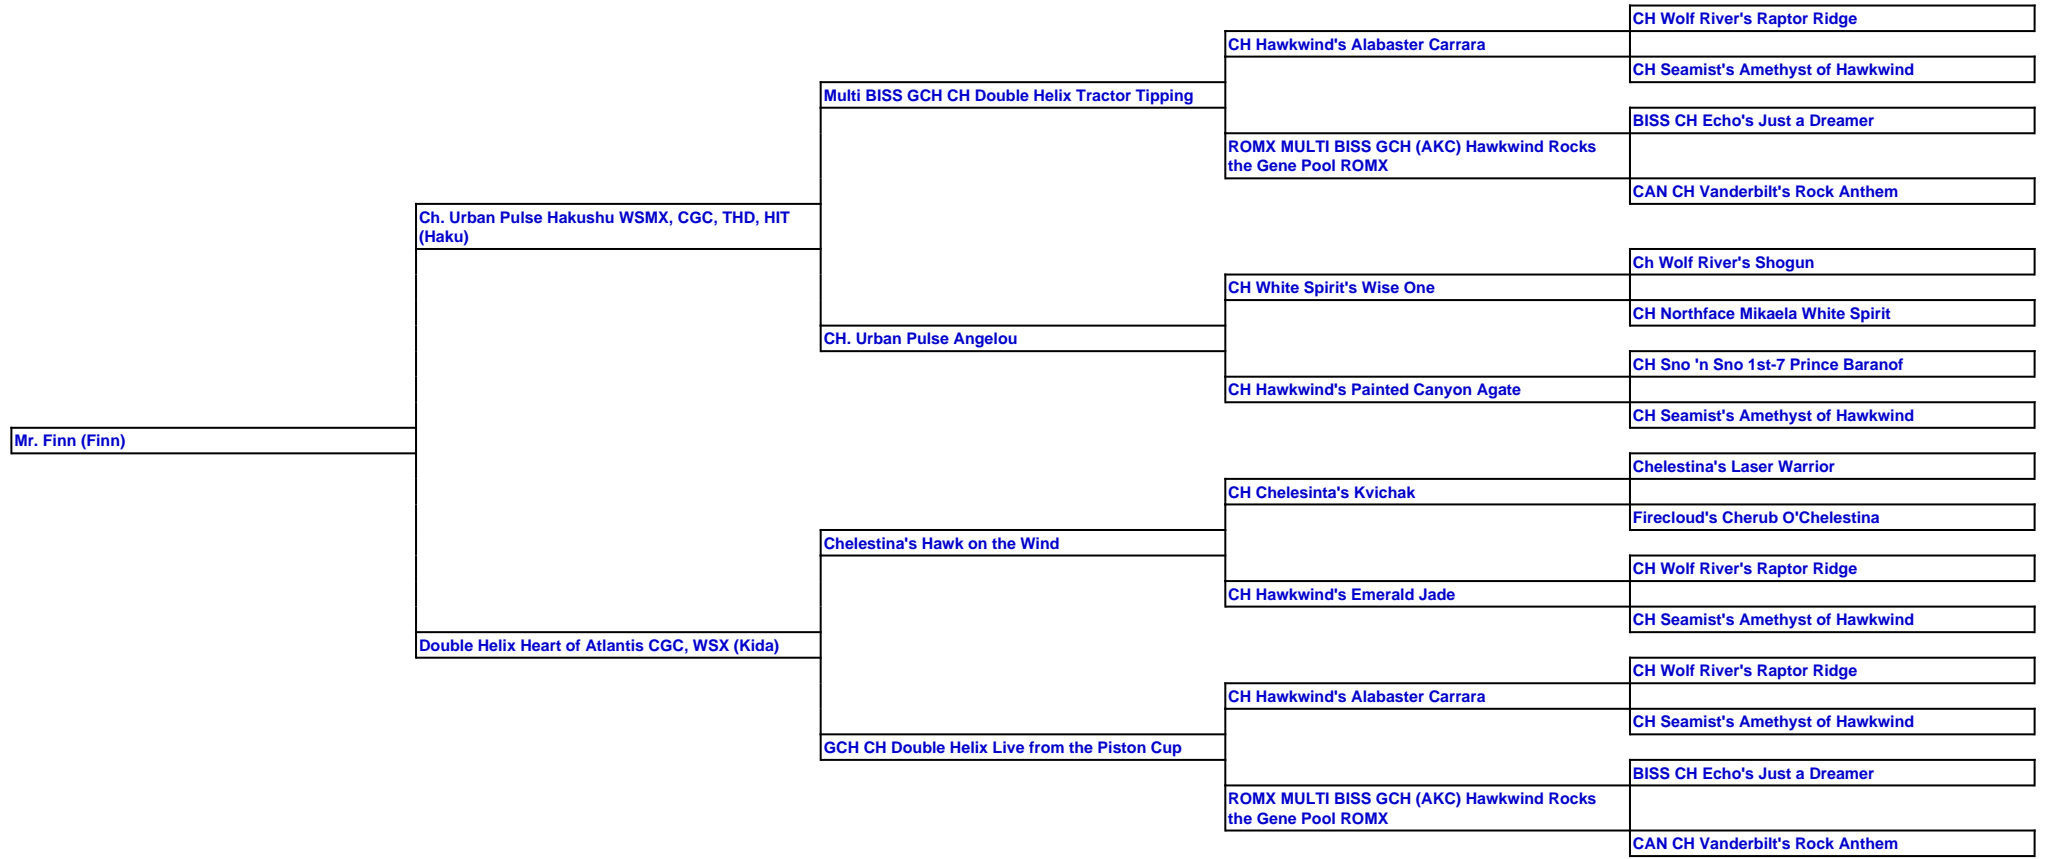 CH Wolf River's Raptor Ridge
CH Hawkwind's Alabaster Carrara
CH Seamist's Amethyst of Hawkwind
Multi BISS GCH CH Double Helix Tractor Tipping
BISS CH Echo's Just a Dreamer
ROMX MULTI BISS GCH (AKC) Hawkwind Rocks
the Gene Pool ROMX
CAN CH Vanderbilt's Rock Anthem
Ch. Urban Pulse Hakushu WSMX, CGC, THD, HIT
(Haku)
Ch Wolf River's Shogun
CH White Spirit's Wise One
CH Northface Mikaela White Spirit
CH. Urban Pulse Angelou
CH Sno 'n Sno 1st-7 Prince Baranof
CH Hawkwind's Painted Canyon Agate
CH Seamist's Amethyst of Hawkwind
Mr. Finn (Finn)
Chelestina's Laser Warrior
CH Chelesinta's Kvichak
Firecloud's Cherub O'Chelestina
Chelestina's Hawk on the Wind
CH Wolf River's Raptor Ridge
CH Hawkwind's Emerald Jade
CH Seamist's Amethyst of Hawkwind
Double Helix Heart of Atlantis CGC, WSX (Kida)
CH Wolf River's Raptor Ridge
CH Hawkwind's Alabaster Carrara
CH Seamist's Amethyst of Hawkwind
GCH CH Double Helix Live from the Piston Cup
BISS CH Echo's Just a Dreamer
ROMX MULTI BISS GCH (AKC) Hawkwind Rocks
the Gene Pool ROMX
CAN CH Vanderbilt's Rock Anthem